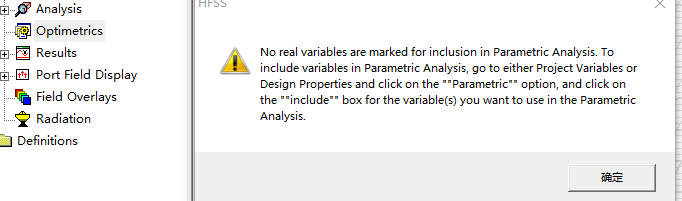 HFSS
Analysis
Optimetrics
Results
Port Field Display
Field Overlays
Radiation
Definitions
No real variables are marked for inclusion in Parametric Analysis. To
include variables in Parametric Analysis, go to either Project Variables or
Design Properties and click on the ""Parametric"" option, and click on
the ""include"" box for the variable(s) you want to use in the Parametric
Analysis.
确定